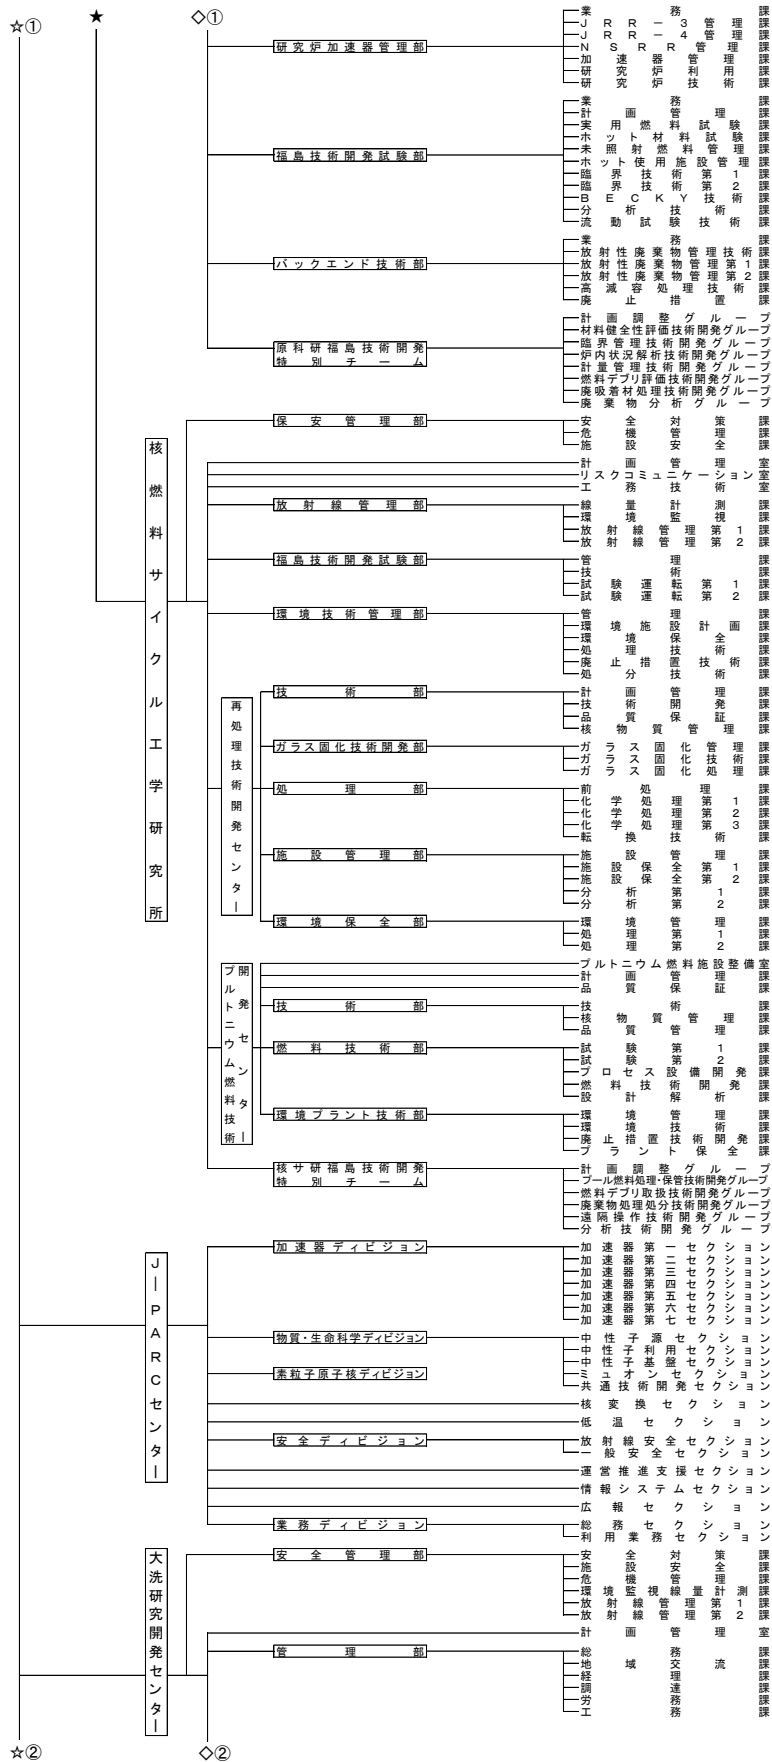 ☆①
★
◇①
研究炉加速器管理部
業務課
JRR－3管理課
JRR－4管理課
NSRR管理課
加速器管理課
研究炉利用課
研究炉技術課
福島技術開発試験部
業務課
計画管理課
実用燃料試験課
ホット材料試験課
未照射燃料管理課
ホット使用施設管理課
臨界技術第1課
臨界技術第2課
BECKY技術課
分析技術課
流動試験技術課
バックエンド技術部
業務課
放射性廃棄物管理技術課
放射性廃棄物管理第1課
放射性廃棄物管理第2課
高減容処理技術課
廃止措置課
原科研福島技術開発
特別チーム
計画調整グループ
材料健全性評価技術開発グループ
臨界管理技術開発グループ
炉内状況解析技術開発グループ
計量管理技術開発グループ
燃料デブリ評価技術開発グループ
廃吸着材処理技術開発グループ
廃棄物分析グループ
核燃料サイクル工学研究所
保安管理部
安全対策課
危機管理課
施設安全課
計画管理室
リスクコミュニケーション室
工務技術室
放射線管理部
線量計測課
環境監視課
放射線管理第1課
放射線管理第2課
福島技術開発試験部
管理課
技術課
試験運転第1課
試験運転第2課
環境技術管理部
管理課
環境施設計画課
環境保全課
処理技術課
廃止措置技術課
処分技術課
再処理技術開発センター
技術部
計画管理課
技術開発課
品質保証課
核物質管理課
ガラス固化技術開発部
ガラス固化管理課
ガラス固化技術課
ガラス固化処理課
処理部
前処理課
化学処理第1課
化学処理第2課
化学処理第3課
転換技術課
施設管理部
施設管理課
施設保全第1課
施設保全第2課
分析第1課
分析第2課
環境保全部
環境管理課
処理第1課
処理第2課
プルトニウム燃料技術
開発センター
プルトニウム燃料施設整備室
計画管理課
品質保証課
技術部
技術課
核物質管理課
品質管理課
燃料技術部
試験第1課
試験第2課
プロセス設備開発課
燃料技術開発課
設計解析課
環境プラント技術部
環境管理課
環境技術課
廃止措置技術開発課
プラント保全課
核サ研福島技術開発
特別チーム
計画調整グループ
プール燃料処理・保管技術開発グループ
燃料デブリ取扱技術開発グループ
廃棄物処理処分技術開発グループ
遠隔操作技術開発グループ
分析技術開発グループ
J－PARCセンター
加速器ディビジョン
加速器第一セクション
加速器第二セクション
加速器第三セクション
加速器第四セクション
加速器第五セクション
加速器第六セクション
加速器第七セクション
物質・生命科学ディビジョン
中性子源セクション
中性子利用セクション
中性子基盤セクション
ミュオンセクション
共通技術開発セクション
素粒子原子核ディビジョン
核変換セクション
低温セクション
安全ディビジョン
放射線安全セクション
一般安全セクション
運営推進支援セクション
情報システムセクション
広報セクション
業務ディビジョン
総務セクション
利用業務セクション
大洗研究開発センター
安全管理部
安全対策課
施設安全課
危機管理課
環境監視線量計測課
放射線管理第1課
放射線管理第2課
計画管理室
管理部
総務課
地域交流課
経理課
調達課
労務課
工務課
☆②
◇②